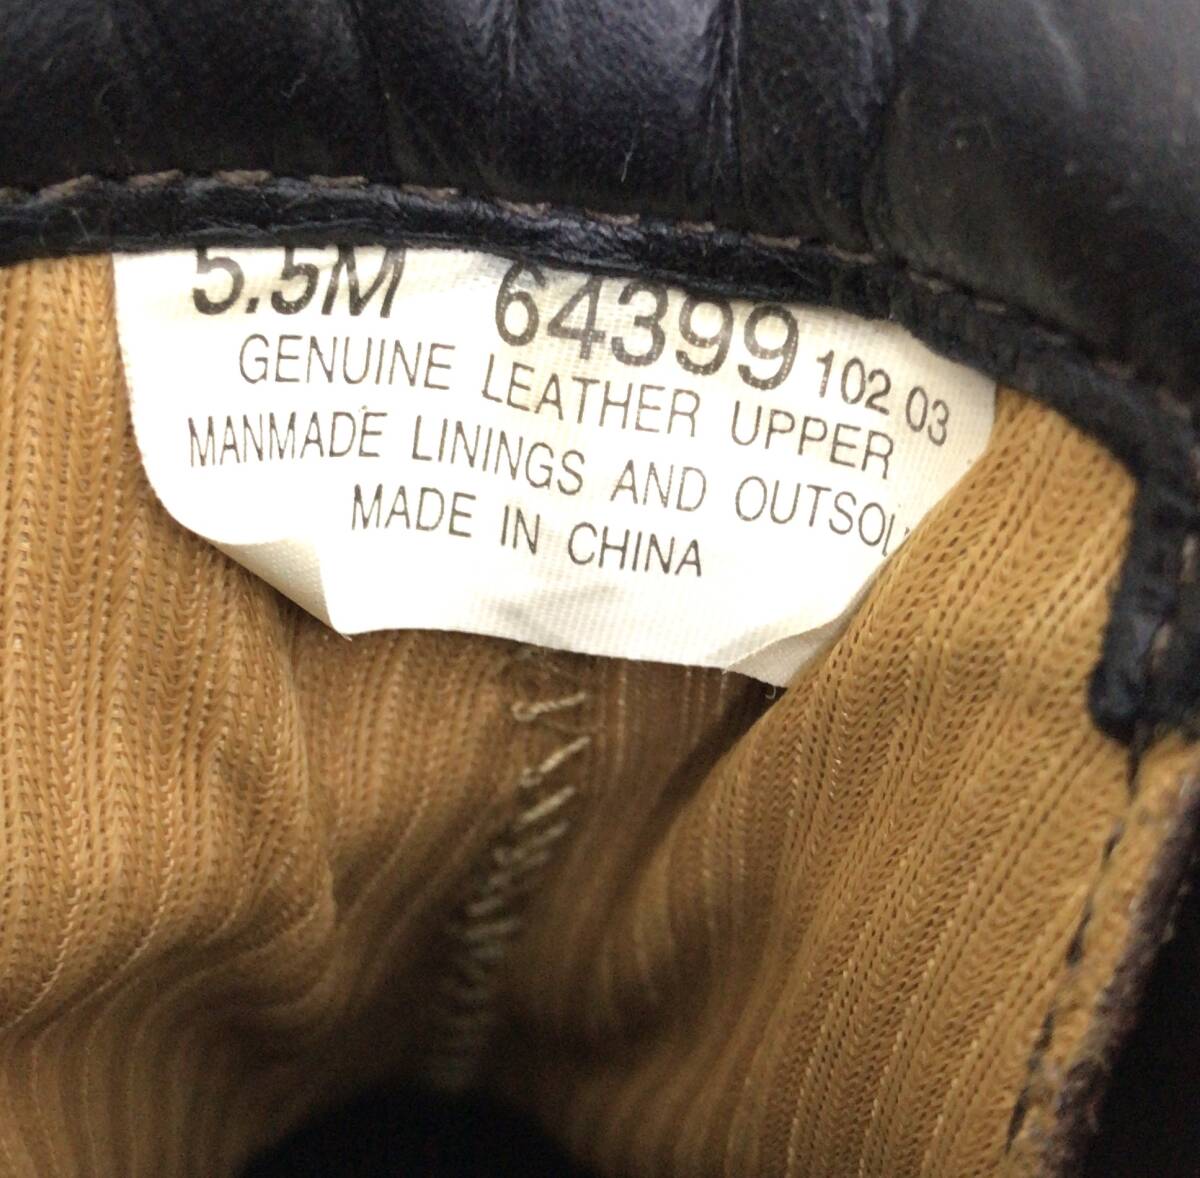 5.5M 64399 102 03
GENUINE LEATHER UPPER
MANMADE LININGS AND
MADE IN CHINA